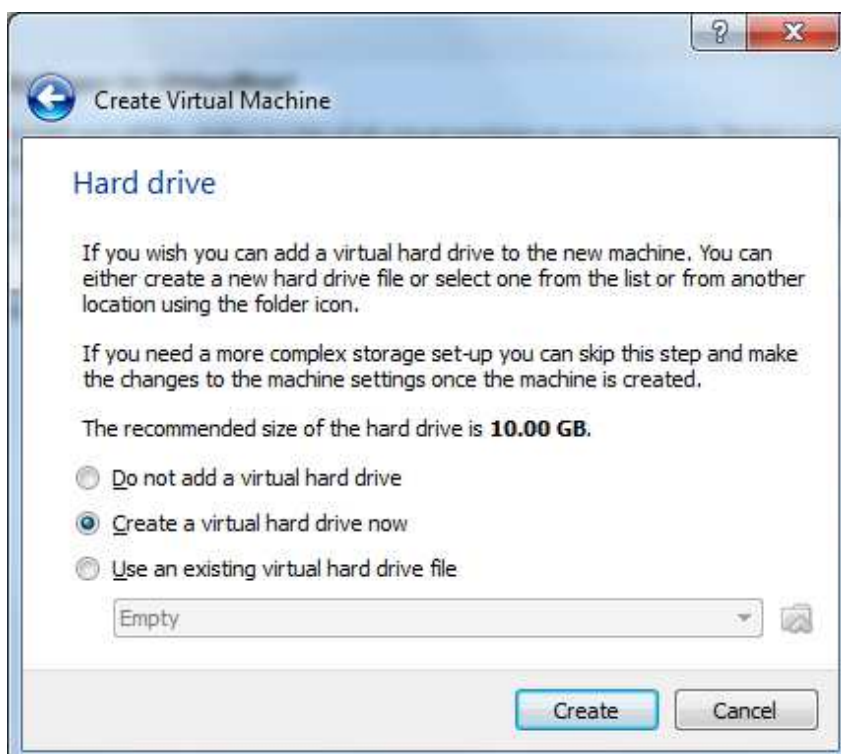 ?
Create Virtual Machine
Hard drive
If you wish you can add a virtual hard drive to the new machine. You can
either create a new hard drive file or select one from the list or from another
location using the folder icon.
If you need a more complex storage set-up you can skip this step and make
the changes to the machine settings once the machine is created.
The recommended size of the hard drive is 10.00 GB.
Do not add a virtual hard drive
Create a virtual hard drive now
Use an existing virtual hard drive file
Empty
Create Cancel